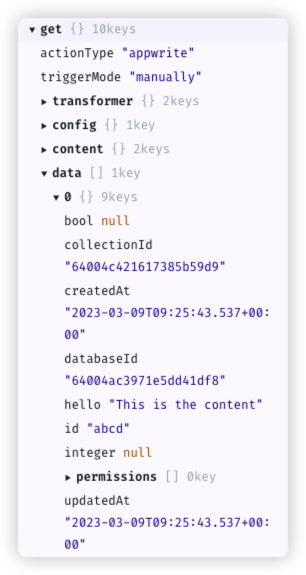 ▾ get {} 10keys
actionType "appwrite"
triggerMode "manually"
▸ transformer {} 2keys
▸ config {} 1key
▸ content {} 2keys
▾ data [] 1key
▾ 0 {} 9keys
bool null
collectionId
"64004c421617385b59d9"
createdAt
"2023-03-09T09:25:43.537+00:
00"
databaseId
"64004ac3971e5dd41df8"
hello "This is the content"
id "abcd"
integer null
▸ permissions [] 0key
updatedAt
"2023-03-09T09:25:43.537+00:
00"